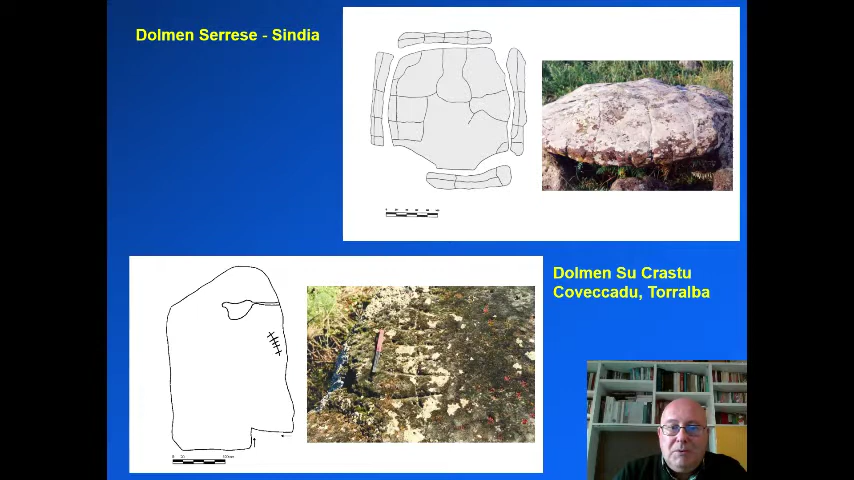 Dolmen Serrese - Sindia
Dolmen Su Crastu
Coveccadu, Torralba